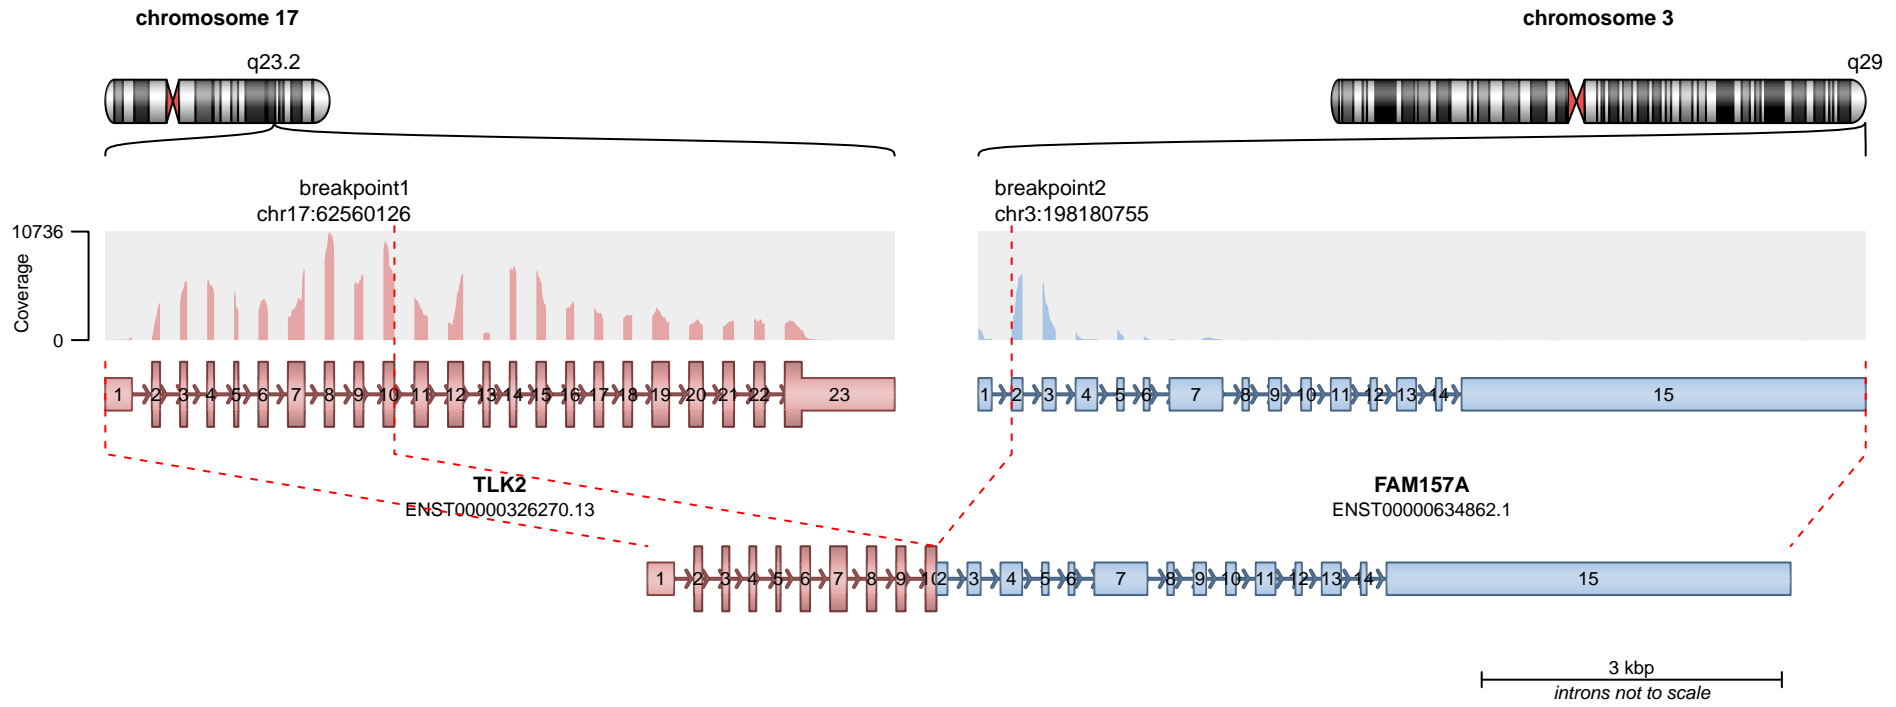 chromosome 17
chromosome 3
q23.2
q29
breakpoint1
chr17:62560126
breakpoint2
chr3:198180755
10736
Coverage
0
1 2 3 4 5 6 7 8 9 10 11 12 13 14 15 16 17 18 19 20 21 22 23
1 2 3 4 5 6 7 8 9 10 11 12 13 14 15
TLK2
ENST00000326270.13
FAM157A
ENST00000634862.1
1 2 3 4 5 6 7 8 9 10 2 3 4 5 6 7 8 9 10 11 12 13 14 15
3 kbp
introns not to scale